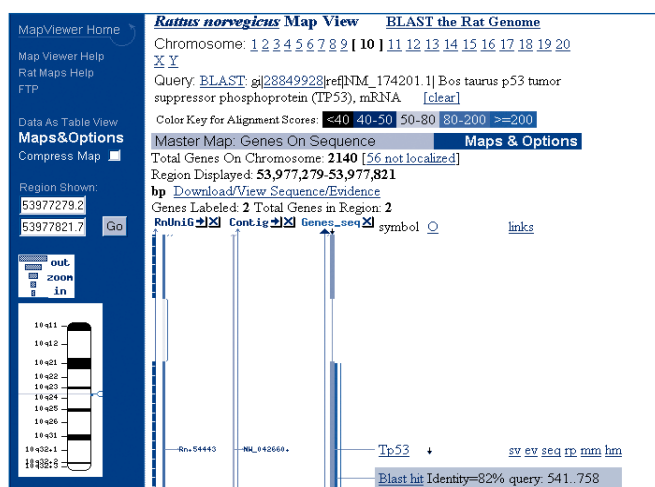 MapViewer Home
Map Viewer Help
Rat Maps Help
FTP
Data As Table View
Maps&Options
Compress Map
Region Shown:
53977279.2
53977821.7
Go
out
zoom
in
10q11
10q12
10q21
10q22
10q23
10q24
10q25
10q26
10q31
10q32.1
Rattus norvegicus Map View BLAST the Rat Genome
Chromosome: 1 2 3 4 5 6 7 8 9 [ 10 ] 11 12 13 14 15 16 17 18 19 20
X Y
Query: BLAST: gi|28849928|ref|NM_174201.1| Bos taurus p53 tumor
suppressor phosphoprotein (TP53), mRNA [clear]
Color Key for Alignment Scores: <40 40-50 50-80 80-200 >=200
Master Map: Genes On Sequence Maps & Options
Total Genes On Chromosome: 2140 [56 not localized]
Region Displayed: 53,977,279-53,977,821
bp Download/View Sequence/Evidence
Genes Labeled: 2 Total Genes in Region: 2
RnUniG Contig Genes_seq symbol O links
Rn.54443 NW_042660. Tp53 sv ev seq rp mm hm
Blast hit Identity=82% query: 541..758